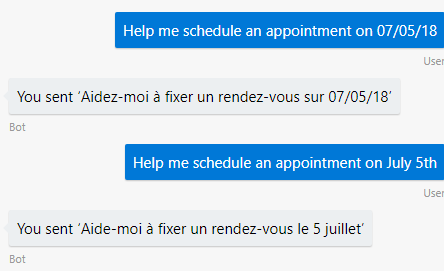 Help me schedule an appointment on 07/05/18
User
You sent ‘Aidez-moi à fixer un rendez-vous sur 07/05/18’
Bot
Help me schedule an appointment on July 5th
User
You sent ‘Aide-moi à fixer un rendez-vous le 5 juillet’
Bot